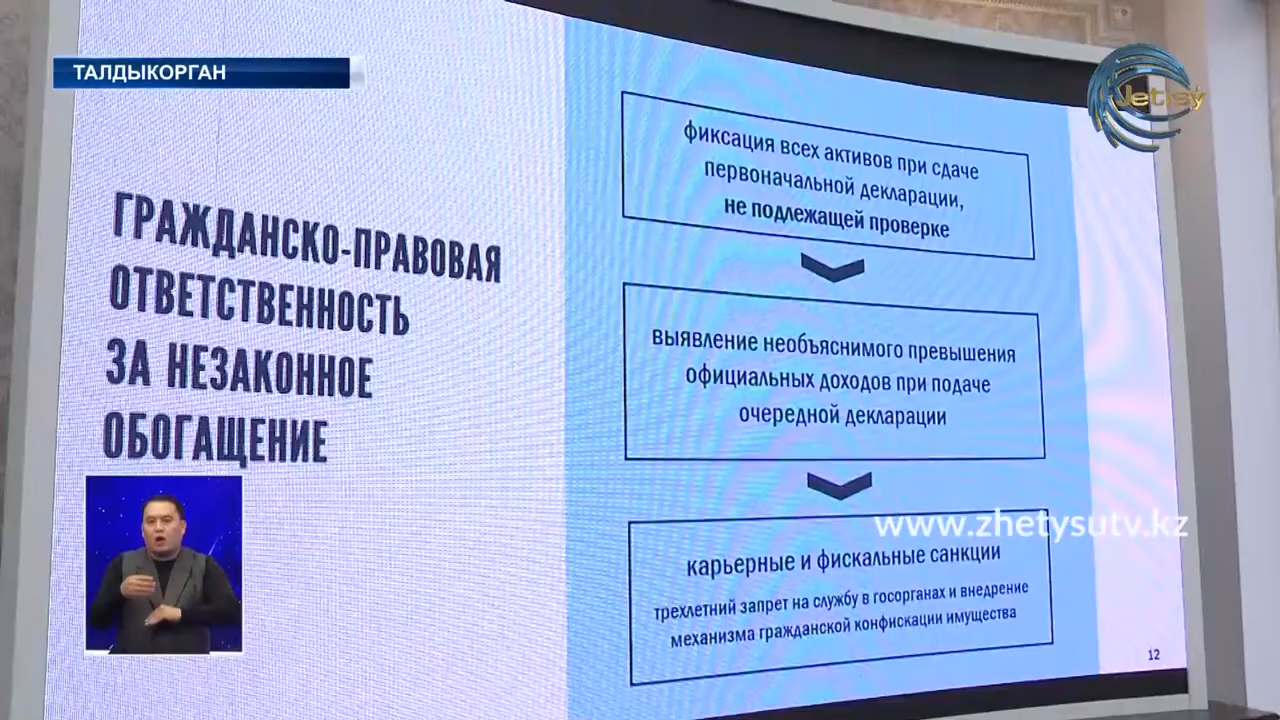 ТАЛДЫКОРГАН
Jetisý
ГРАЖДАНСКО-ПРАВОВАЯ
ОТВЕТСТВЕННОСТЬ
ЗА НЕЗАКОННОЕ
ОБОГАЩЕНИЕ
фиксация всех активов при сдаче
первоначальной декларации,
не подлежащей проверке
выявление необъяснимого превышения
официальных доходов при подаче
очередной декларации
www.zhetysutv.kz
карьерные и фискальные санкции
трехлетний запрет на службу в госорганах и внедрение
механизма гражданской конфискации имущества
12